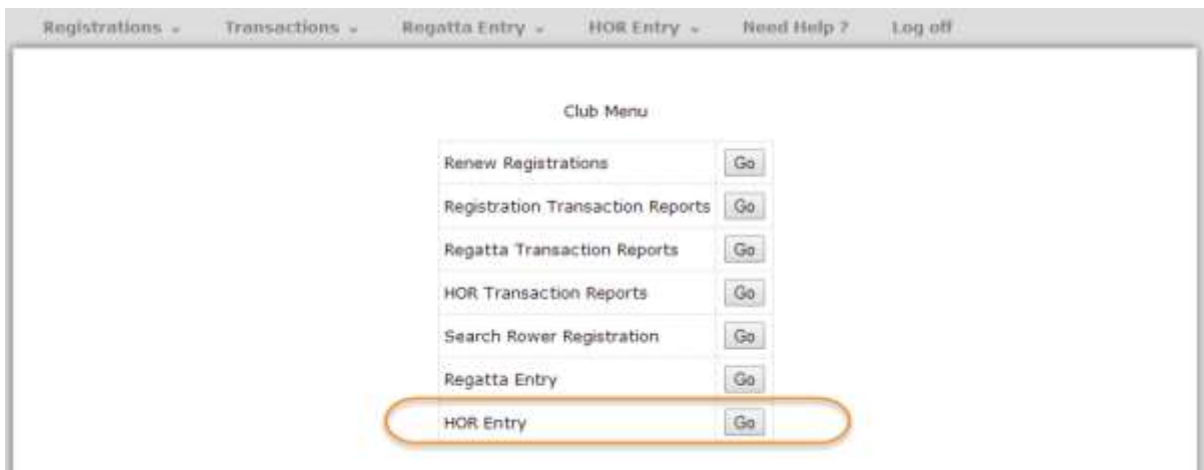 Registrations Transactions Regatta Entry HOR Entry Need Help ? Log off
Club Menu
Renew Registrations Go
Registration Transaction Reports Go
Regatta Transaction Reports Go
HOR Transaction Reports Go
Search Rower Registration Go
Regatta Entry Go
HOR Entry Go